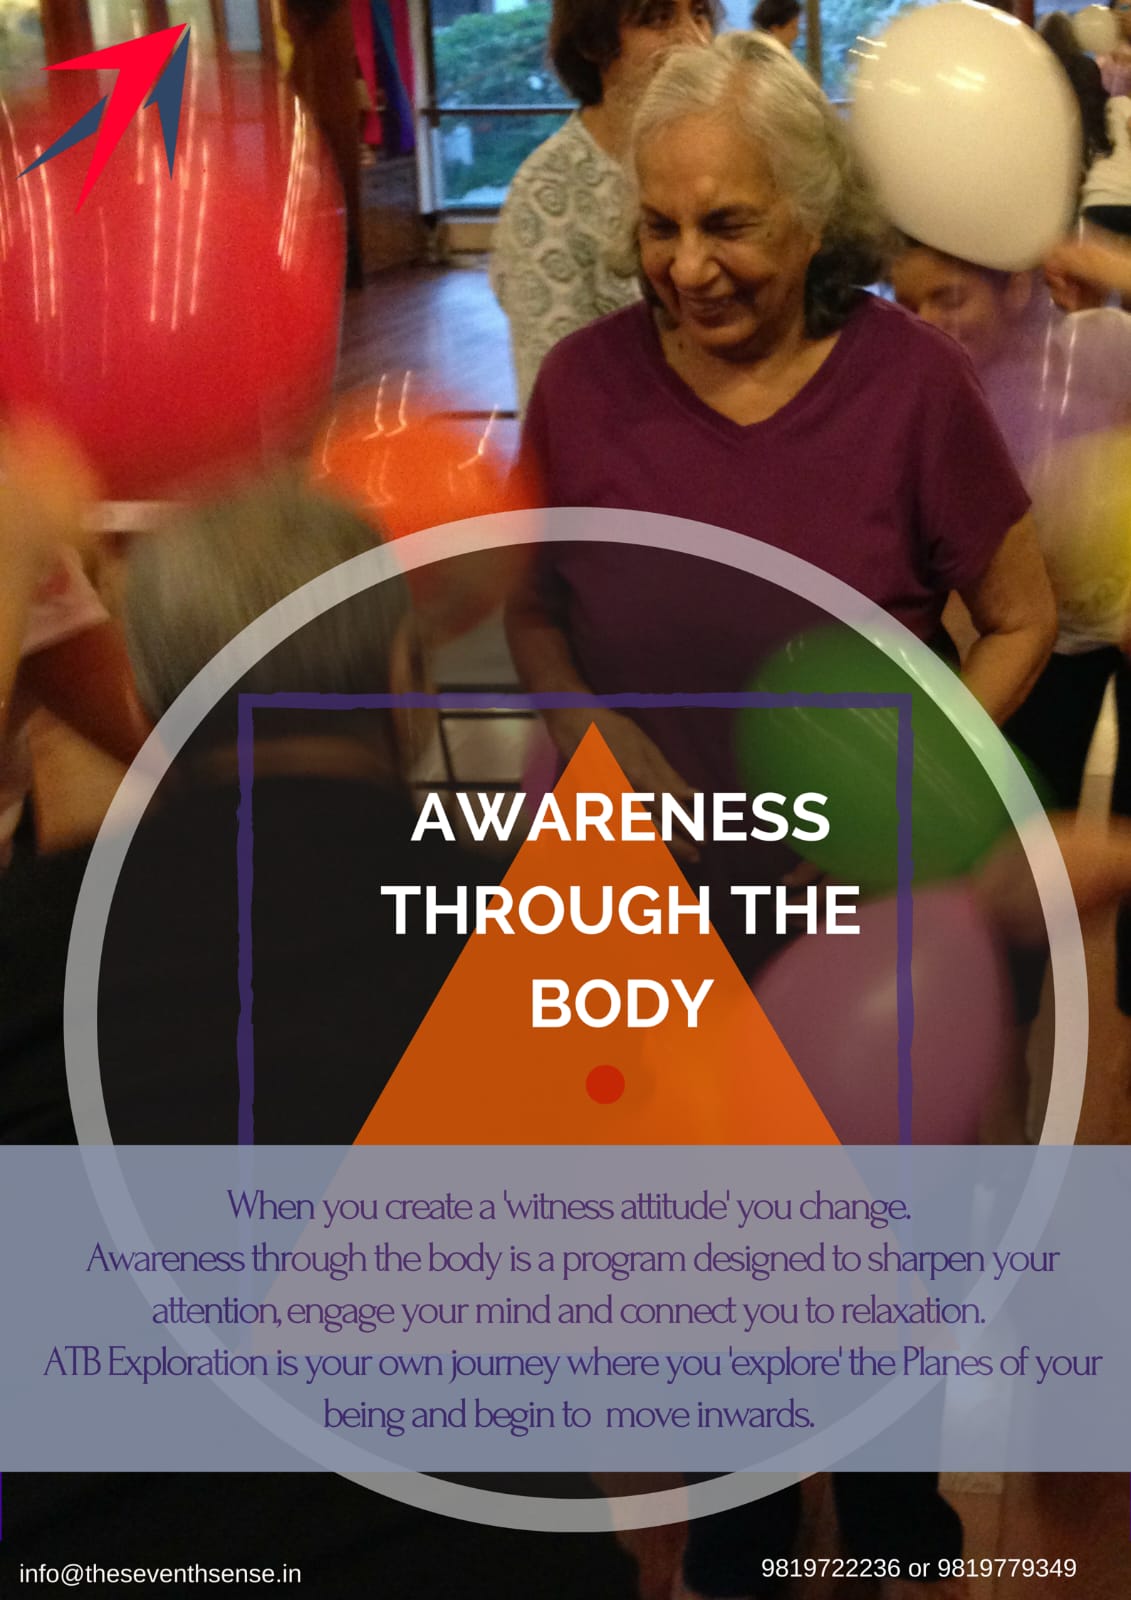 AWARENESS
THROUGH THE
BODY
When you create a 'witness attitude' you change.
Awareness through the body is a program designed to sharpen your
attention, engage your mind and connect you to relaxation.
ATB Exploration is your own journey where you 'explore' the Planes of your
being and begin to move inwards.
info@theseventhsense.in
9819722236 or 9819779349